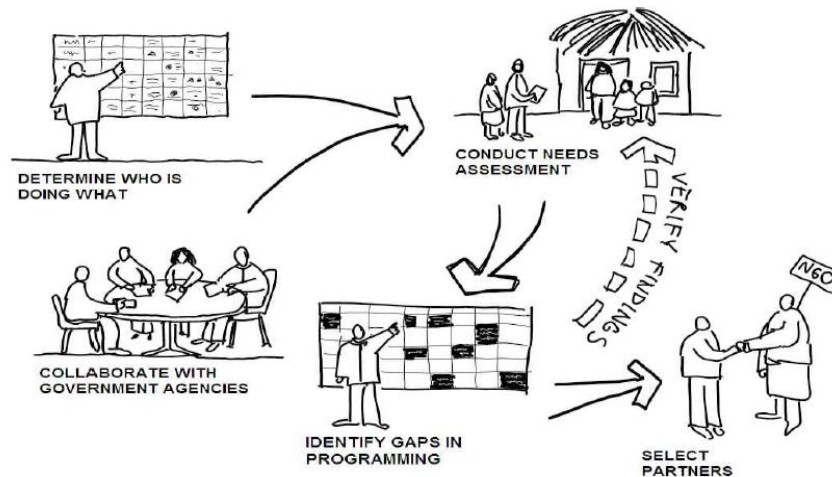 DETERMINE WHO IS
DOING WHAT
CONDUCT NEEDS
ASSESSMENT
COLLABORATE WITH
GOVERNMENT AGENCIES
VERIFY FINDINGS
NGO
IDENTIFY GAPS IN
PROGRAMMING
SELECT
PARTNERS